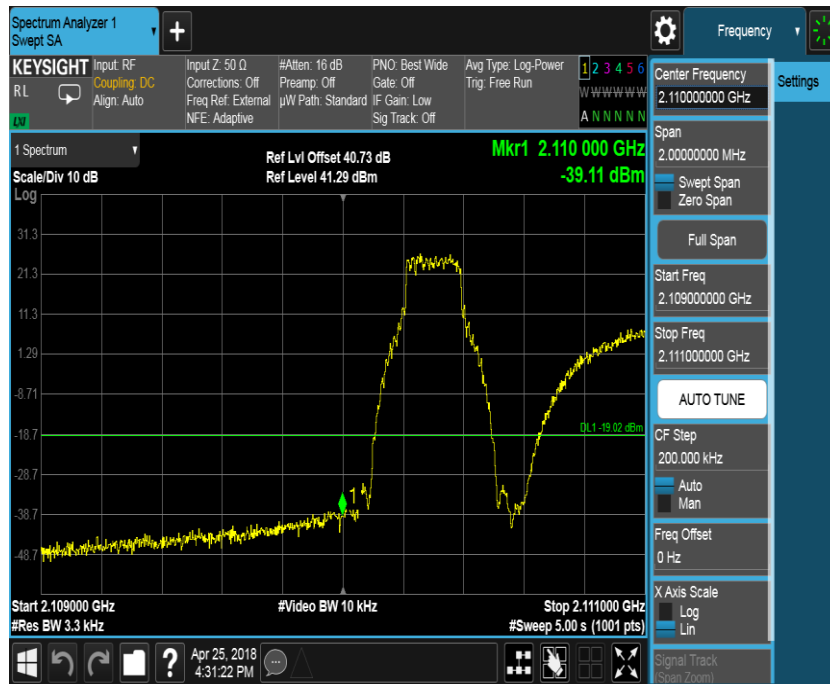 Spectrum Analyzer 1
Swept SA
+
Frequency
KEYSIGHT
RL
LXI
Input: RF
Coupling: DC
Align: Auto
Input Z: 50 Ω
Corrections: Off
Freq Ref: External
NFE: Adaptive
#Atten: 16 dB
Preamp: Off
µW Path: Standard
PNO: Best Wide
Gate: Off
IF Gain: Low
Sig Track: Off
Avg Type: Log-Power
Trig: Free Run
1 2 3 4 5 6
W W W W W W
A N N N N N
1 Spectrum
Scale/Div 10 dB
Log
Ref Lvl Offset 40.73 dB
Ref Level 41.29 dBm
Mkr1 2.110 000 GHz
-39.11 dBm
31.3
21.3
11.3
1.29
-8.71
-18.7
-28.7
-38.7
-48.7
DL1 -19.02 dBm
1
Start 2.109000 GHz
#Res BW 3.3 kHz
#Video BW 10 kHz
Stop 2.111000 GHz
#Sweep 5.00 s (1001 pts)
Center Frequency
2.110000000 GHz
Settings
Span
2.00000000 MHz
Swept Span
Zero Span
Full Span
Start Freq
2.109000000 GHz
Stop Freq
2.111000000 GHz
AUTO TUNE
CF Step
200.000 kHz
Auto
Man
Freq Offset
0 Hz
X Axis Scale
Log
Lin
Signal Track
(Span Zoom)
?
Apr 25, 2018
4:31:22 PM